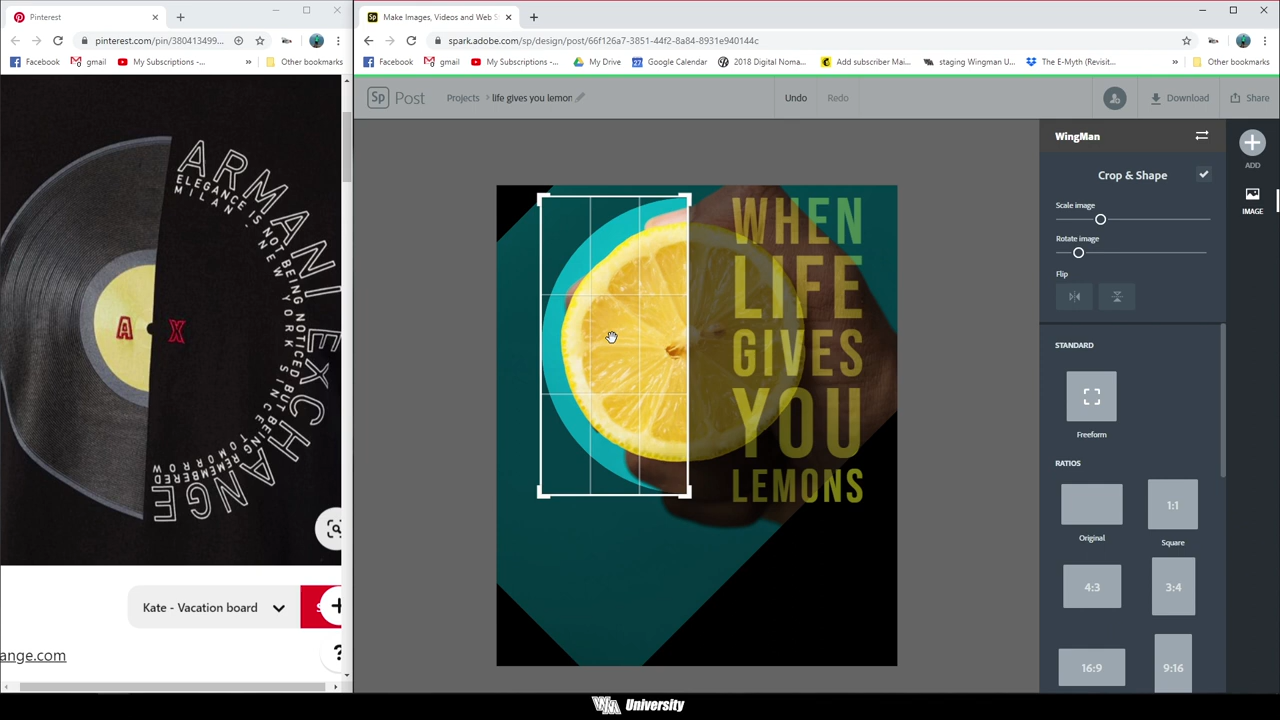 Pinterest
pinterest.com/pin/380413499...
Facebook
gmail
My Subscriptions -...
»
Other bookmarks
ARMANI EXCHANGE
ELEGANCE IS NOT BEING NOTICED BUT BEING REMEMBERED
MILAN - NEW YORK SINCE TOMORROW
A X
Kate - Vacation board
S
+
?
ange.com
Make Images, Videos and Web S
spark.adobe.com/sp/design/post/66f126a7-3851-44f2-8a84-8931e940144c
Facebook
gmail
My Subscriptions -...
My Drive
Google Calendar
2018 Digital Noma...
Add subscriber Mai...
staging Wingman U...
The E-Myth (Revisit...
»
Other bookmarks
Sp Post
Projects > life gives you lemon
Undo
Redo
Download
Share
WHEN
LIFE
GIVES
YOU
LEMONS
WingMan
Crop & Shape
Scale image
Rotate image
Flip
STANDARD
Freeform
RATIOS
Original
1:1
Square
4:3
3:4
16:9
9:16
ADD
IMAGE
University